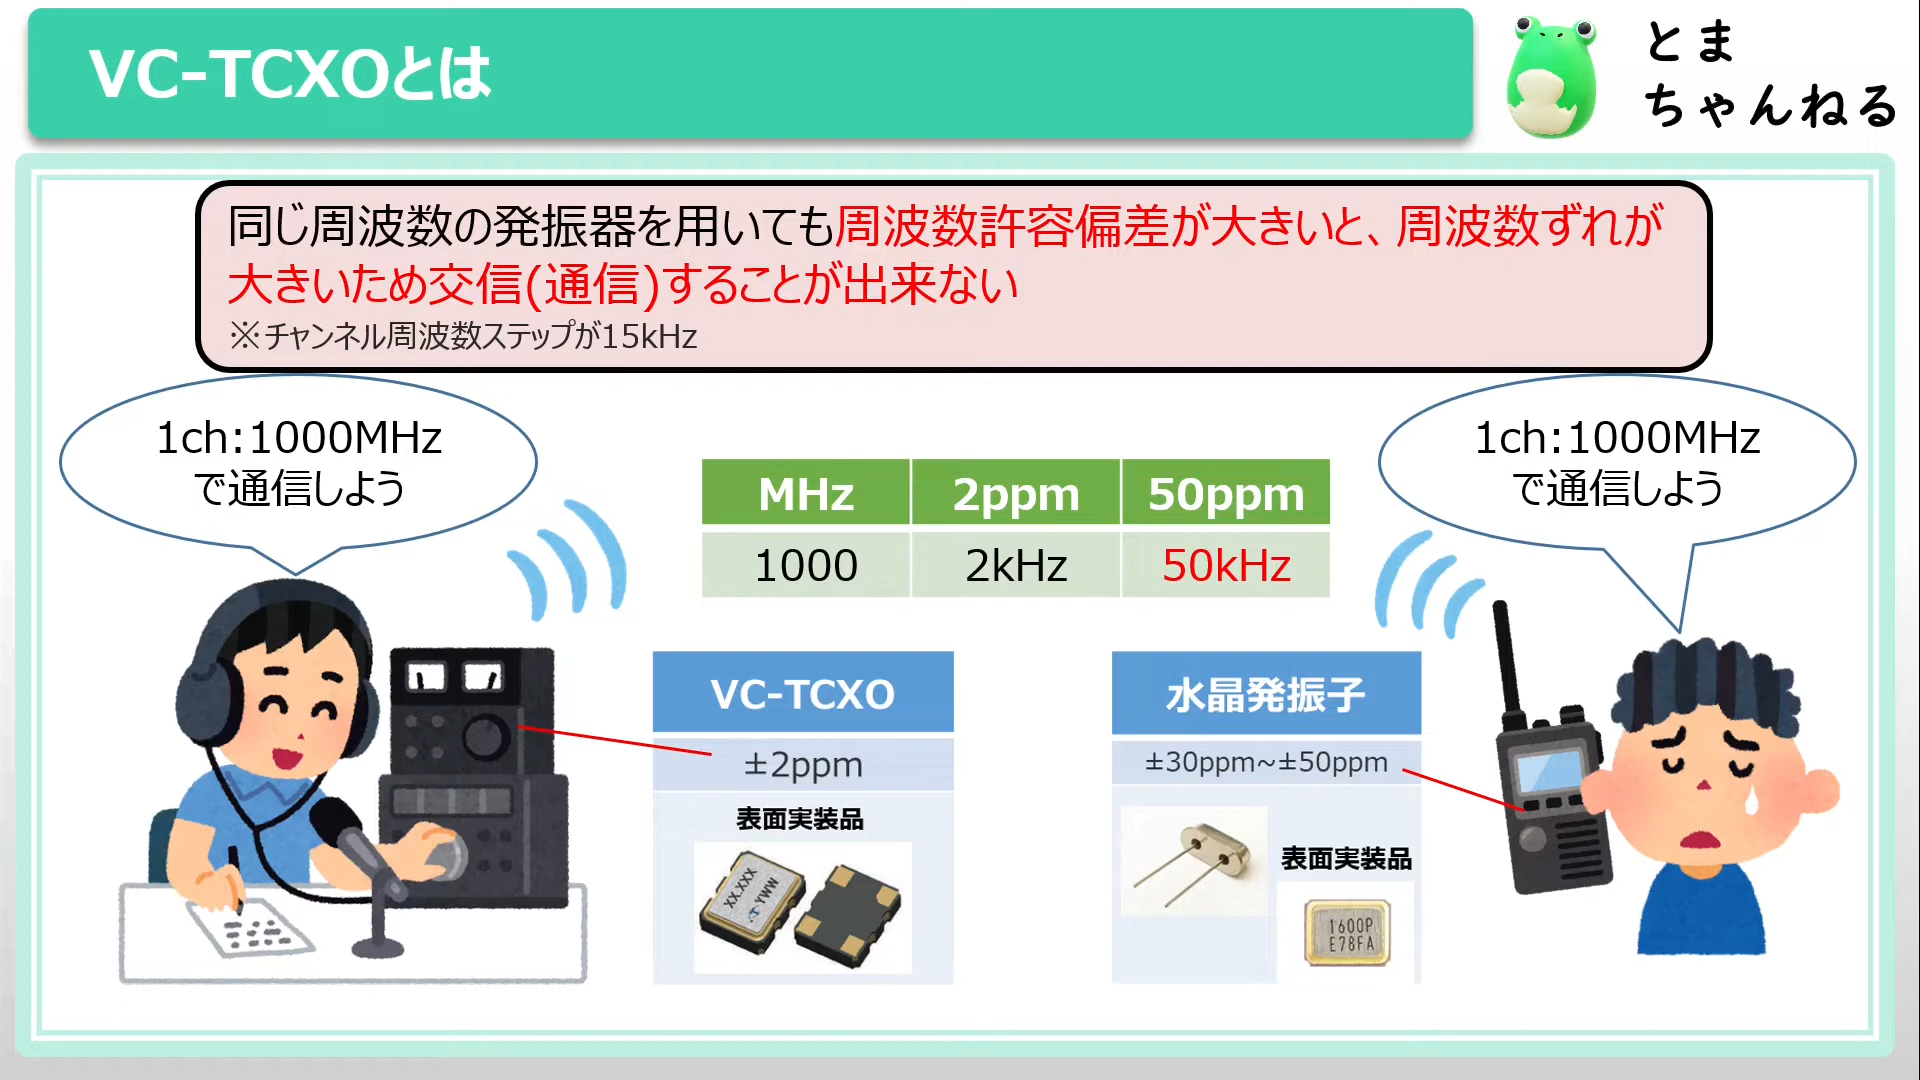 VC-TCXOとは
とま
ちゃんねる
同じ周波数の発振器を用いても周波数許容偏差が大きいと、周波数ずれが
大きいため交信(通信)することが出来ない
※チャンネル周波数ステップが15kHz
1ch:1000MHz
で通信しよう
1ch:1000MHz
で通信しよう
MHz 2ppm 50ppm
1000 2kHz 50kHz
VC-TCXO
±2ppm
表面実装品
XX.XXX
YWW
水晶発振子
±30ppm~±50ppm
表面実装品
1600P
E78FA